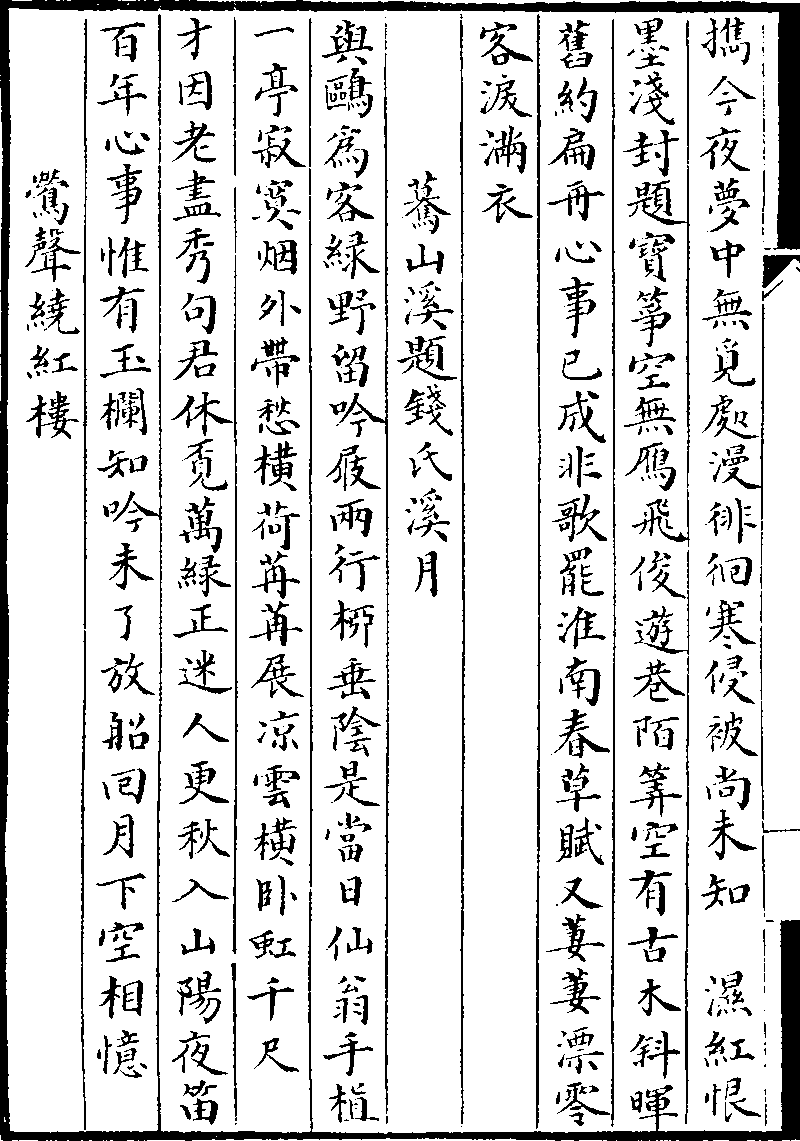 攜今夜夢中無覓處漫徘徊寒侵被尚未知　濕紅恨
墨淺封題寶筝空無鴈飛俊遊巷陌筭空有古木斜暉
舊約扁舟心事已成非歌罷淮南春草賦又萋萋漂零
客淚滿衣
驀山溪題錢氏溪月
與鷗為客緑野留吟屐兩行栁垂陰是當日仙翁手植
一亭寂寞烟外帶愁横荷苒苒展凉雲横卧虹千尺
才因老盡秀句君休覔萬緑正迷人更秋入山陽夜笛
百年心事惟有玉欄知吟未了放船囘月下空相憶
鶯聲繞紅樓